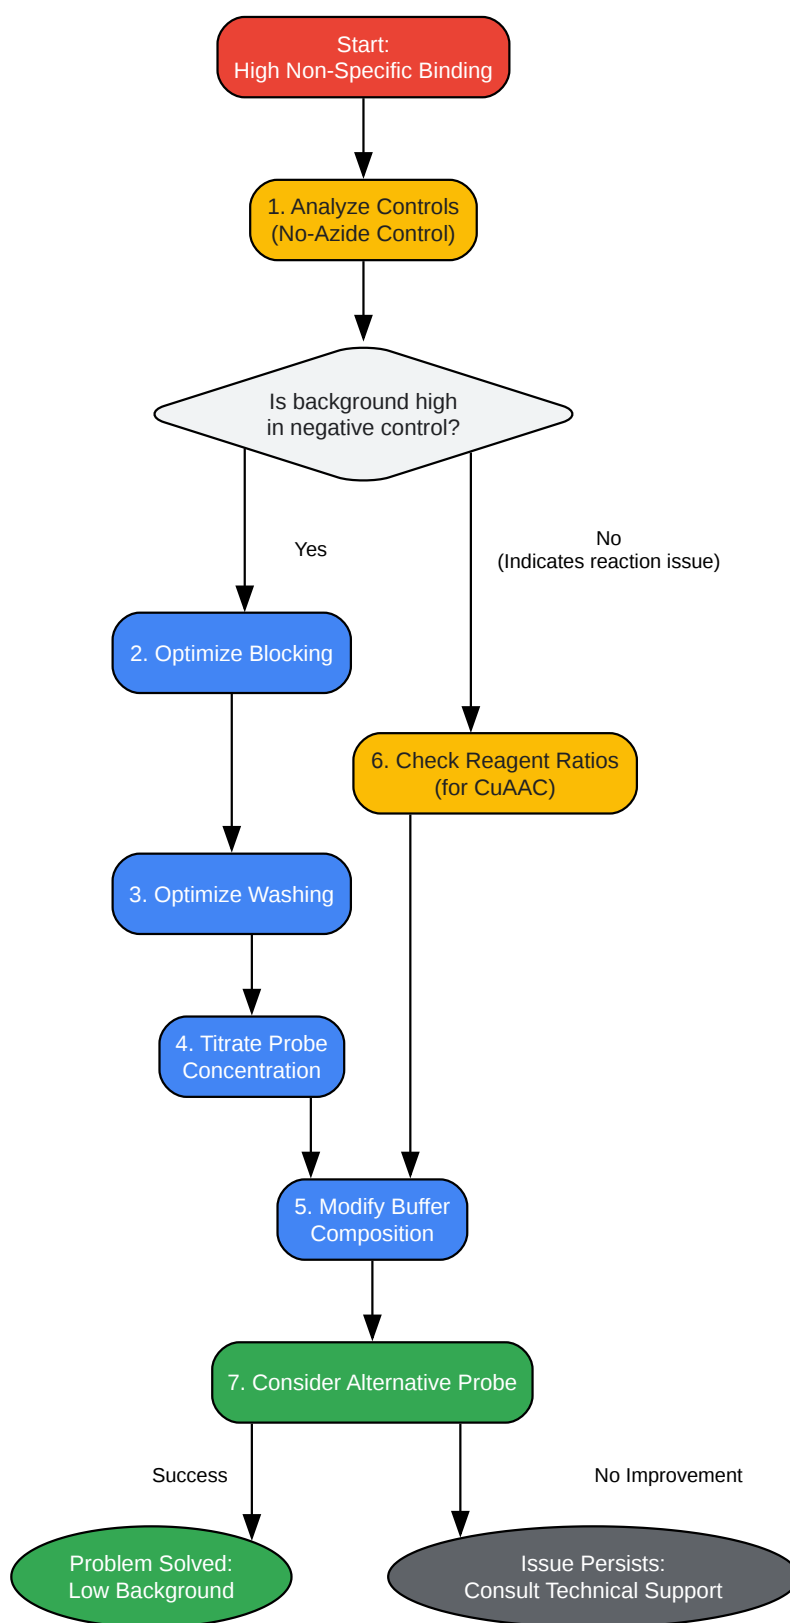 Start:
High Non-Specific Binding
1. Analyze Controls
(No-Azide Control)
Is background high
in negative control?
Yes
No
(Indicates reaction issue)
2. Optimize Blocking
6. Check Reagent Ratios
(for CuAAC)
3. Optimize Washing
4. Titrate Probe
Concentration
5. Modify Buffer
Composition
7. Consider Alternative Probe
Success
No Improvement
Problem Solved:
Low Background
Issue Persists:
Consult Technical Support